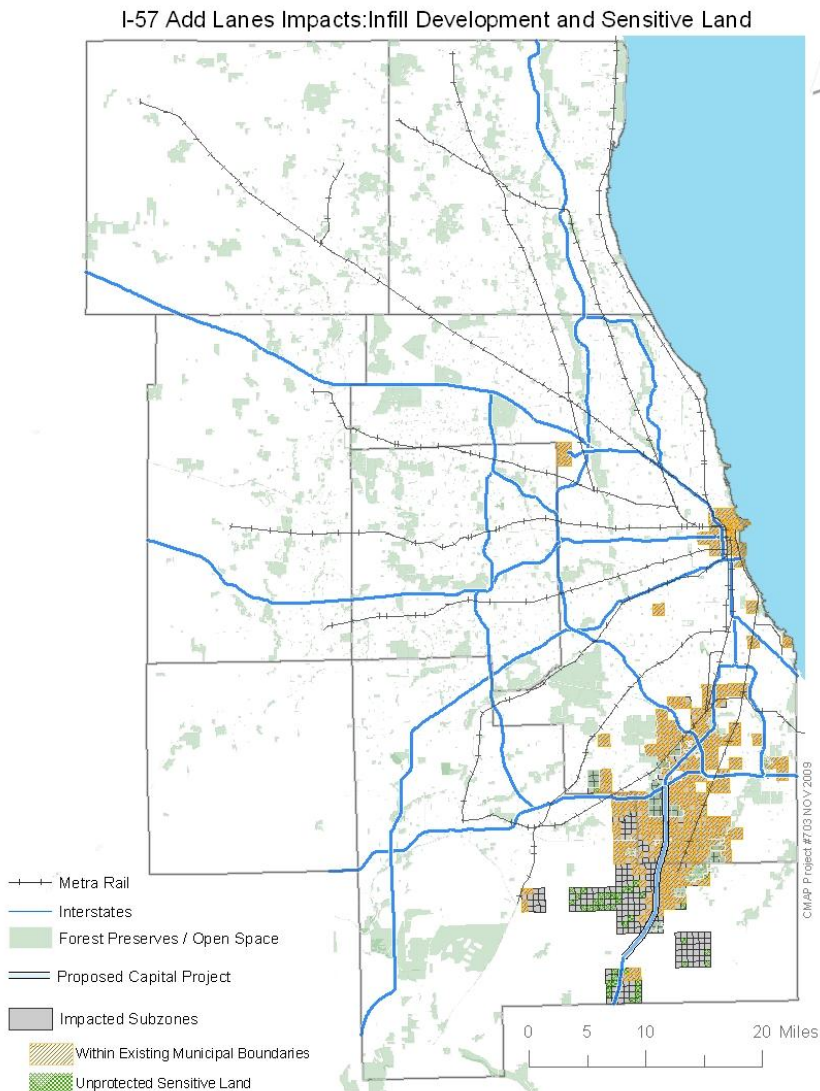 I-57 Add Lanes Impacts:Infill Development and Sensitive Land
CMAP Project #703 NOV 2009
Metra Rail
Interstates
Forest Preserves / Open Space
Proposed Capital Project
Impacted Subzones
Within Existing Municipal Boundaries
Unprotected Sensitive Land
0 5 10 20 Miles